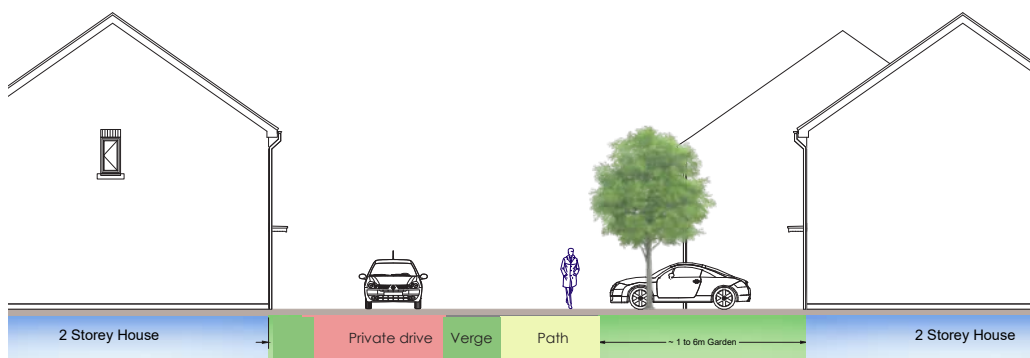 2 Storey House
Private drive
Verge
Path
~ 1 to 6m Garden
2 Storey House